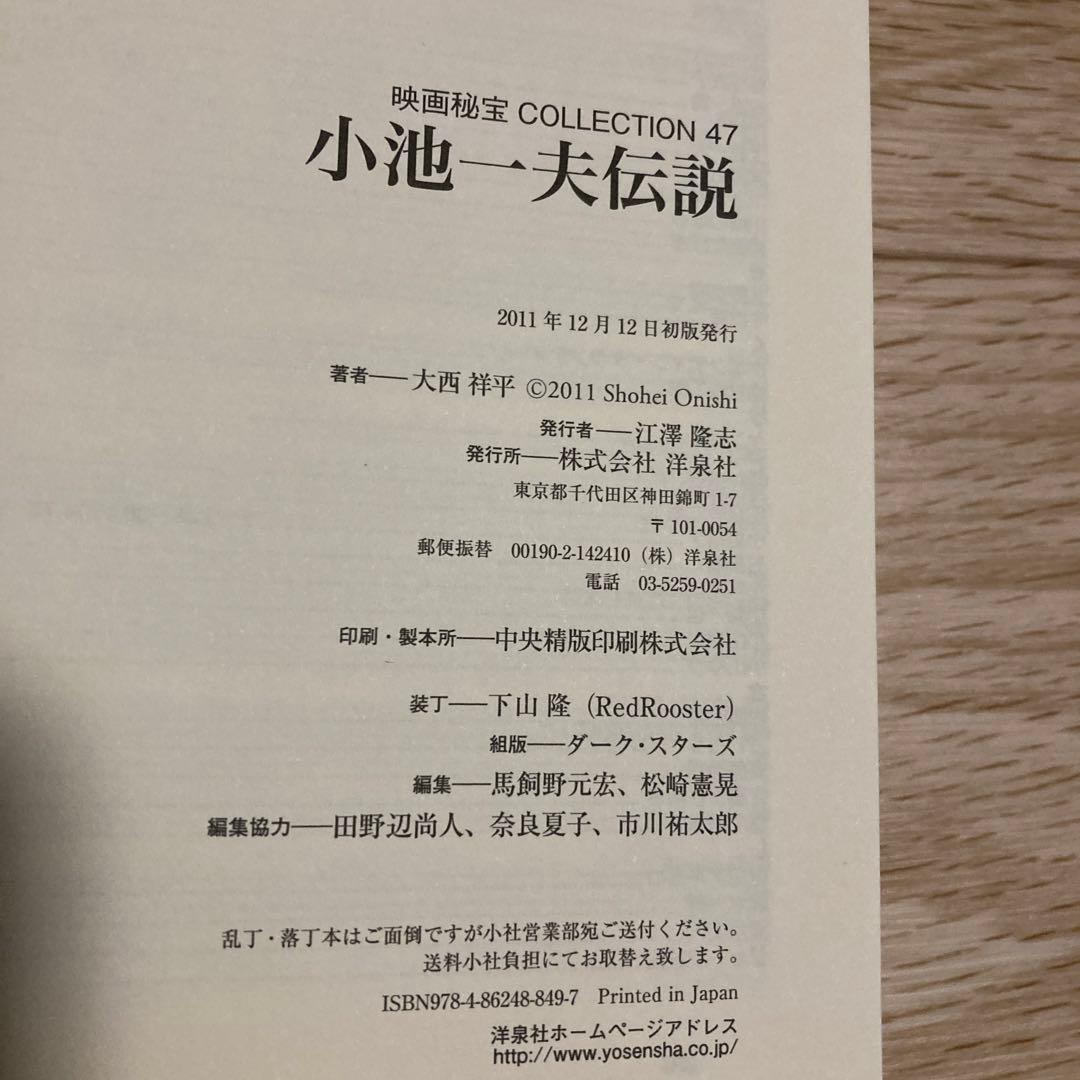 映画秘宝 COLLECTION 47
小池一夫伝説
2011年12月12日初版発行
著者──大西 祥平 ©2011 Shohei Onishi
発行者──江澤 隆志
発行所──株式会社 洋泉社
東京都千代田区神田錦町 1-7
〒101-0054
郵便振替 00190-2-142410（株）洋泉社
電話 03-5259-0251
印刷・製本所──中央精版印刷株式会社
装丁──下山 隆（RedRooster）
組版──ダーク・スターズ
編集──馬飼野元宏、松崎憲晃
編集協力──田野辺尚人、奈良夏子、市川祐太郎
乱丁・落丁本はご面倒ですが小社営業部宛ご送付ください。
送料小社負担にてお取替え致します。
ISBN978-4-86248-849-7 Printed in Japan
洋泉社ホームページアドレス
http://www.yosensha.co.jp/